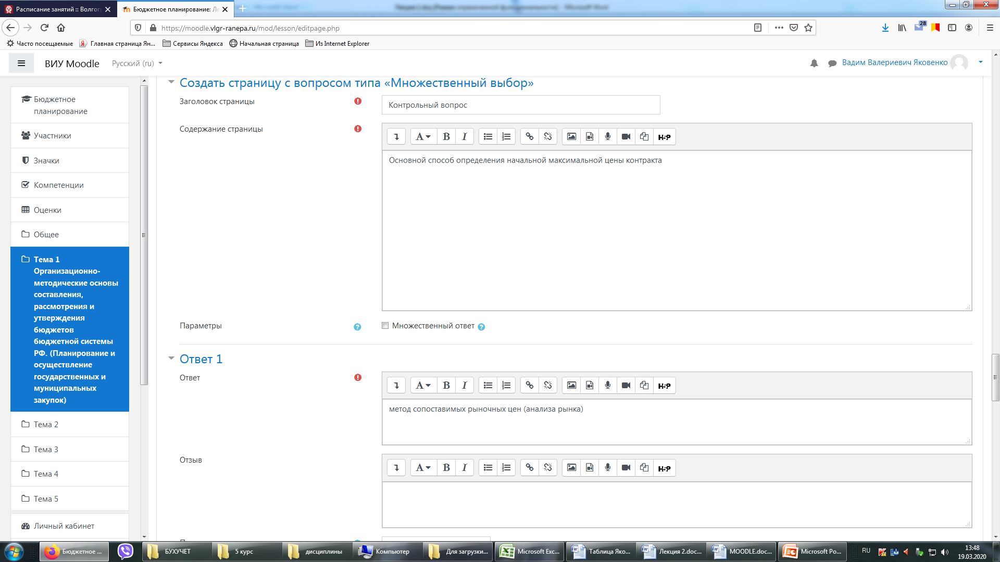 Расписание занятий :: Волгог
Бюджетное планирование: Ле
https://moodle.vlgr-ranepa.ru/mod/lesson/editpage.php
28
Часто посещаемые
Главная страница Ян...
Сервисы Яндекса
Начальная страница
Из Internet Explorer
ВИУ Moodle
Русский (ru)
Вадим Валериевич Яковенко
Бюджетное
планирование
Участники
Значки
Компетенции
Оценки
Общее
Тема 1
Организационно-
методические основы
составления,
рассмотрения и
утверждения
бюджетов
бюджетной системы
РФ. (Планирование и
осуществление
государственных и
муниципальных
закупок)
Тема 2
Тема 3
Тема 4
Тема 5
Личный кабинет
Создать страницу с вопросом типа «Множественный выбор»
Заголовок страницы
Контрольный вопрос
Содержание страницы
A B I H5P
Основной способ определения начальной максимальной цены контракта
Параметры
Множественный ответ
Ответ 1
Ответ
A B I H5P
метод сопоставимых рыночных цен (анализа рынка)
Отзыв
A B I H5P
Бюджетное ...
БУХУЧЕТ
5 курс
дисциплины
Компьютер
Для загрузки...
Microsoft Exc...
Таблица Яко...
Лекция 2.doc...
MOODLE.doc...
Microsoft Po...
RU
13:48
19.03.2020